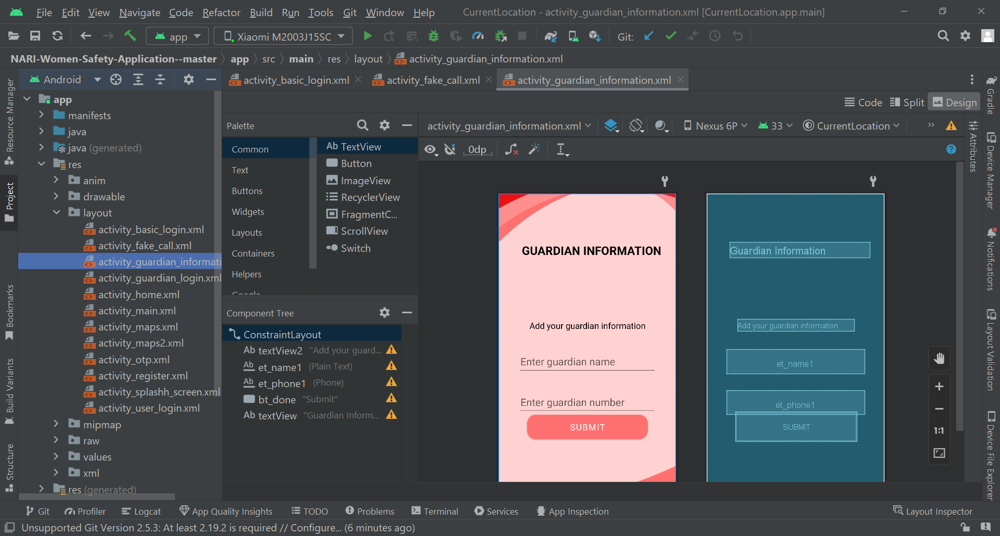 File Edit View Navigate Code Refactor Build Run Tools Git Window Help CurrentLocation - activity_guardian_information.xml [CurrentLocation.app.main]
app Xiaomi M2003J15SC Git:
NARI-Women-Safety-Application--master app src main res layout activity_guardian_information.xml
Android
activity_basic_login.xml activity_fake_call.xml activity_guardian_information.xml
Code Split Design
Resource Manager
Project
Bookmarks
Build Variants
Structure
app
manifests
java
java (generated)
res
anim
drawable
layout
activity_basic_login.xml
activity_fake_call.xml
activity_guardian_informati
activity_guardian_login.xml
activity_home.xml
activity_main.xml
activity_maps.xml
activity_maps2.xml
activity_otp.xml
activity_register.xml
activity_splashh_screen.xml
activity_user_login.xml
mipmap
raw
values
xml
res (generated)
Palette
Common
Text
Buttons
Widgets
Layouts
Containers
Helpers
Google
Ab TextView
Button
ImageView
RecyclerView
FragmentC...
ScrollView
Switch
Component Tree
ConstraintLayout
Ab textView2 "Add your guard...
Ab et_name1 (Plain Text)
Ab et_phone1 (Phone)
bt_done "Submit"
Ab textView "Guardian Inform...
activity_guardian_information.xml Nexus 6P 33 CurrentLocation
0dp
GUARDIAN INFORMATION
Add your guardian information
Enter guardian name
Enter guardian number
SUBMIT
Guardian Information
Add your guardian information
et_name1
et_phone1
SUBMIT
1:1
Attributes
Gradle
Device Manager
Notifications
Layout Validation
Device File Explorer
Git Profiler Logcat App Quality Insights TODO Problems Terminal Services App Inspection Layout Inspector
Unsupported Git Version 2.5.3: At least 2.19.2 is required // Configure... (6 minutes ago)